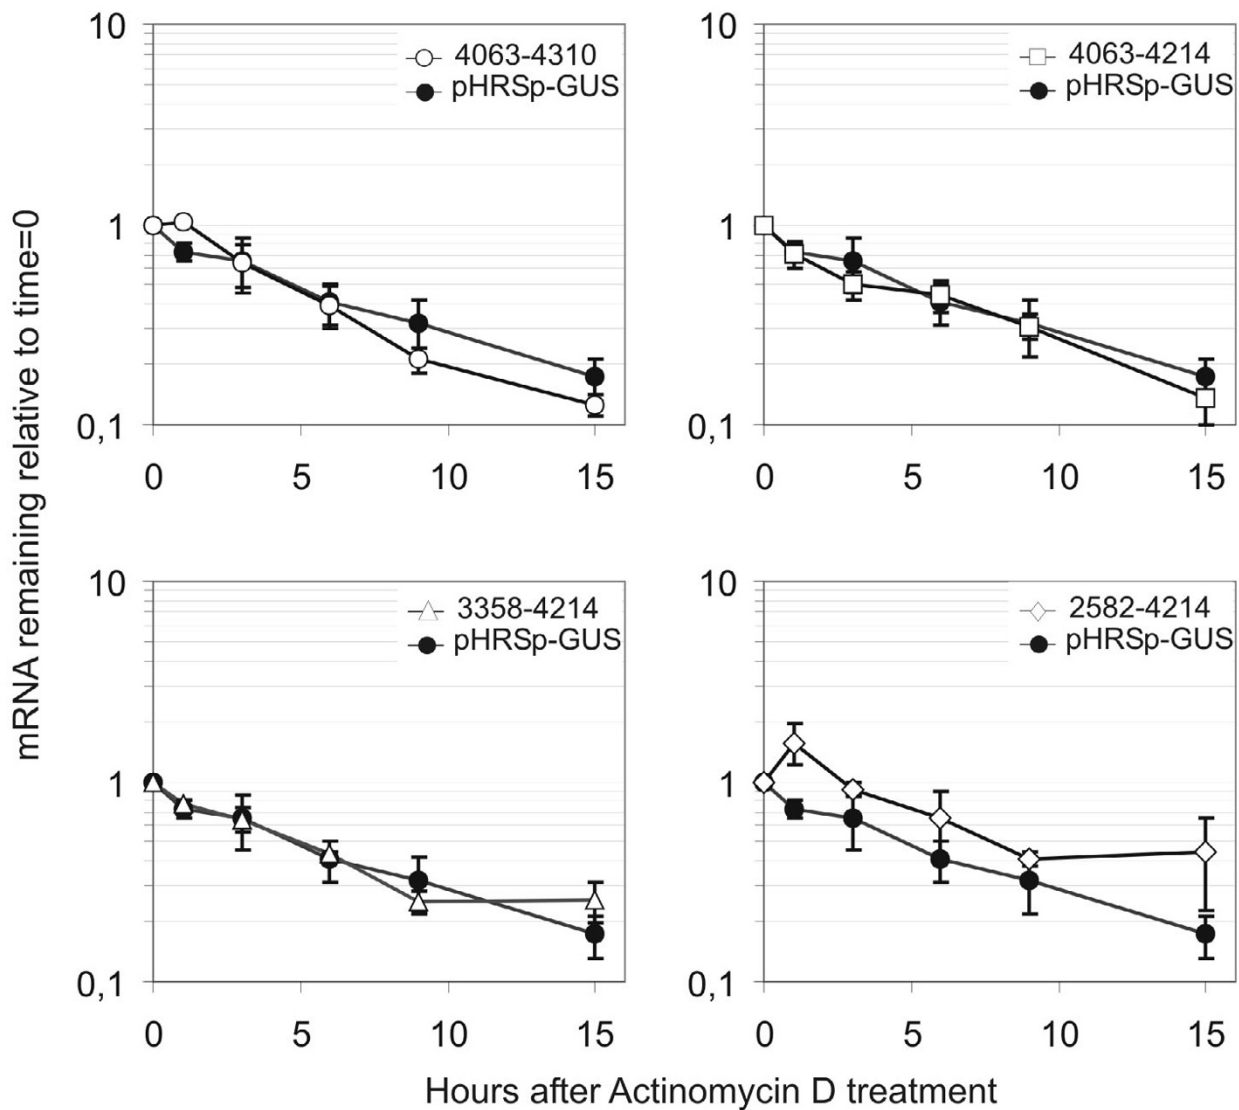 mRNA remaining relative to time=0
10
1
0,1
0 5 10 15
4063-4310
pHRSp-GUS
10
1
0,1
0 5 10 15
4063-4214
pHRSp-GUS
10
1
0,1
0 5 10 15
3358-4214
pHRSp-GUS
10
1
0,1
0 5 10 15
2582-4214
pHRSp-GUS
Hours after Actinomycin D treatment